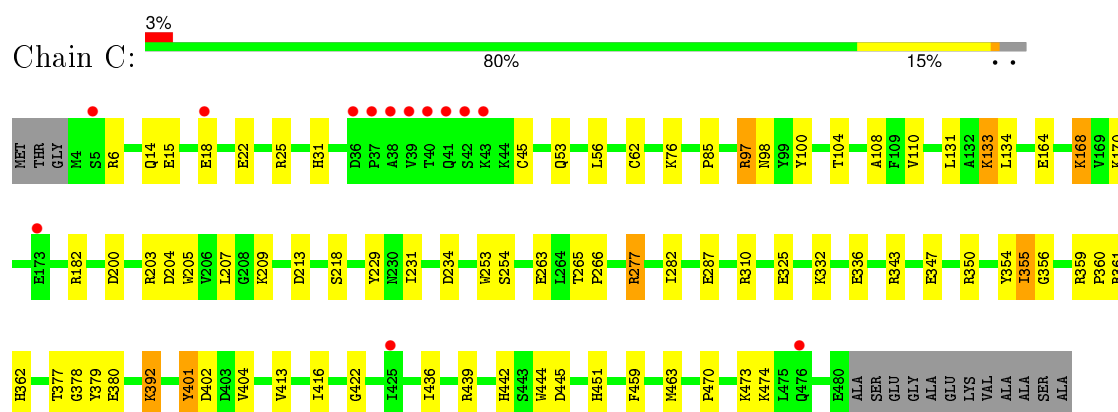 3%
Chain C:
80% 15% • •
MET THR GLY M4 S5 R6 Q14 E15 E18 E22 R25 H31 D36 P37 A38 V39 T40 Q41 S42 K43 K44 C45 Q53 L56 C62 K76 P85 R97 N98 Y99 Y100 T104 A108 F109 V110 L131 A132 K133 L134 E164 K168 V169 K170
E173 R182 D200 R203 D204 W205 V206 L207 G208 K209 D213 S218 Y229 N230 I231 D234 W253 S254 E263 L264 T265 P266 R277 I282 E287 R310 E325 K332 E336 R343 E347 R350 Y354 I355 G356 R359 P360
H362 T377 G378 Y379 E380 K392 Y401 D402 D403 V404 V413 I416 G422 I425 I436 R439 H442 S443 W444 D445 H451 F459 M463 P470 K473 K474 L475 Q476 E480 ALA SER GLU GLY ALA GLU LYS VAL ALA ALA SER ALA